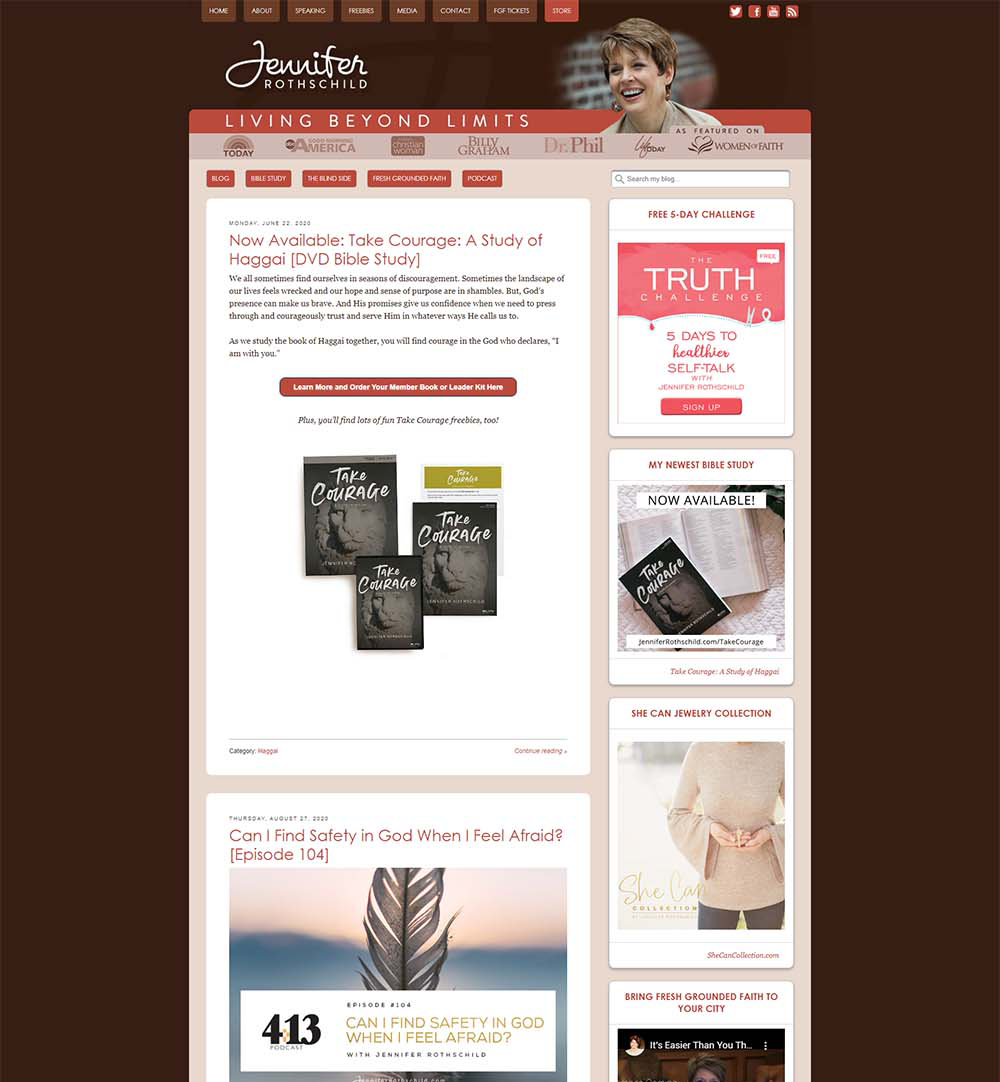 HOME ABOUT SPEAKING FREEBIES MEDIA CONTACT FGF TICKETS STORE
Jennifer
ROTHSCHILD
LIVING BEYOND LIMITS
AS FEATURED ON
TODAY abc GOOD MORNING AMERICA christian woman BILLY GRAHAM Dr. Phil Life TODAY WOMEN OF FAITH
BLOG BIBLE STUDY THE BLIND SIDE FRESH GROUNDED FAITH PODCAST
Search my blog...
MONDAY, JUNE 22, 2020
Now Available: Take Courage: A Study of
Haggai [DVD Bible Study]
We all sometimes find ourselves in seasons of discouragement. Sometimes the landscape of
our lives feels wrecked and our hope and sense of purpose are in shambles. But, God's
presence can make us brave. And His promises give us confidence when we need to press
through and courageously trust and serve Him in whatever ways He calls us to.
As we study the book of Haggai together, you will find courage in the God who declares, "I
am with you."
Learn More and Order Your Member Book or Leader Kit Here
Plus, you'll find lots of fun Take Courage freebies, too!
TAKE
COURAGE
JENNIFER RO
TAKE
COURAGE
TAKE
COURAGE
JENNIFER ROTHSCHILD
TAKE
COURAGE
JENNIFER ROTHSCHILD
Category: Haggai
Continue reading »
THURSDAY, AUGUST 27, 2020
Can I Find Safety in God When I Feel Afraid?
[Episode 104]
EPISODE #104
4:13
PODCAST
CAN I FIND SAFETY IN GOD
WHEN I FEEL AFRAID?
WITH JENNIFER ROTHSCHILD
Jenniferrothschild.com/
FREE 5-DAY CHALLENGE
FREE
THE
TRUTH
CHALLENGE
5 DAYS TO
healthier
SELF-TALK
WITH
JENNIFER ROTHSCHILD
SIGN UP
MY NEWEST BIBLE STUDY
NOW AVAILABLE!
TAKE
COURAGE
JENNIFER ROTHSCHILD
JenniferRothschild.com/TakeCourage
Take Courage: A Study of Haggai
SHE CAN JEWELRY COLLECTION
She Can
COLLECTION
BY JENNIFER ROTHSCHILD
SheCanCollection.com
BRING FRESH GROUNDED FAITH TO
YOUR CITY
It's Easier Than You Th...